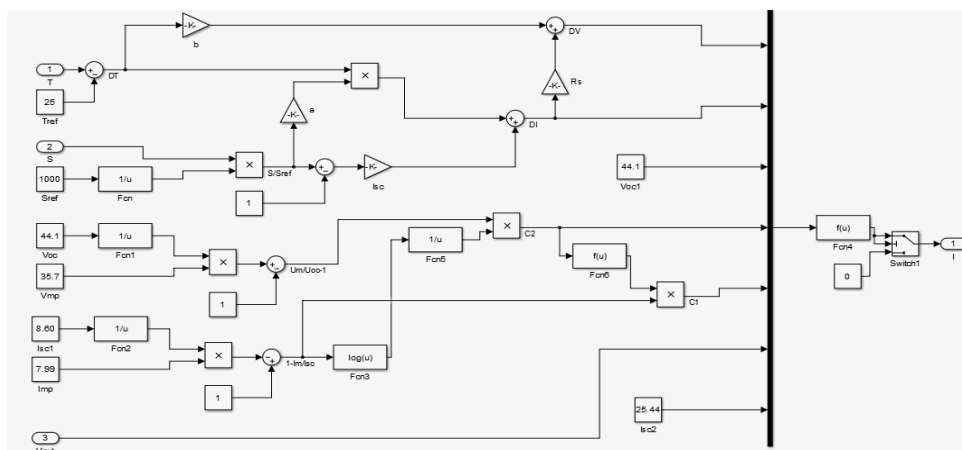 -K-
b
DV
1
T
DT
25
Tref
-K-
a
-K-
Rs
DI
2
S
1000
Sref
1/u
Fcn
S/Sref
1
-K-
Isc
44.1
Voc1
44.1
Voc
1/u
Fcn1
35.7
Vmp
1
Um/Uoo-1
1/u
Fcn5
C2
f(u)
Fcn6
C1
f(u)
Fcn4
0
Switch1
1
I
8.60
Isc1
1/u
Fcn2
7.99
Imp
1
1-Im/Isc
log(u)
Fcn3
25.44
Isc2
3